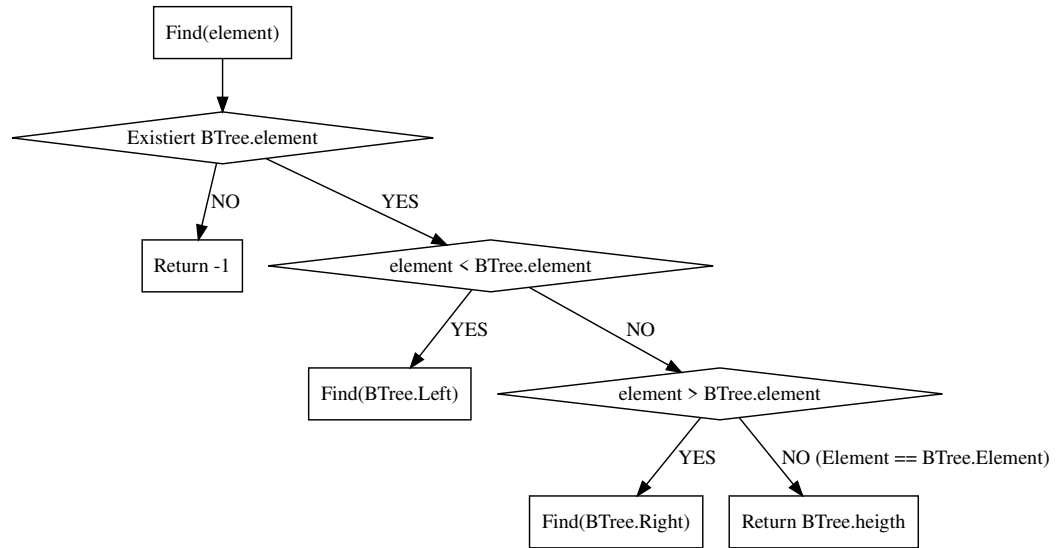 Find(element)
Existiert BTree.element
NO
YES
Return -1
element < BTree.element
YES
NO
Find(BTree.Left)
element > BTree.element
YES
NO (Element == BTree.Element)
Find(BTree.Right)
Return BTree.heigth